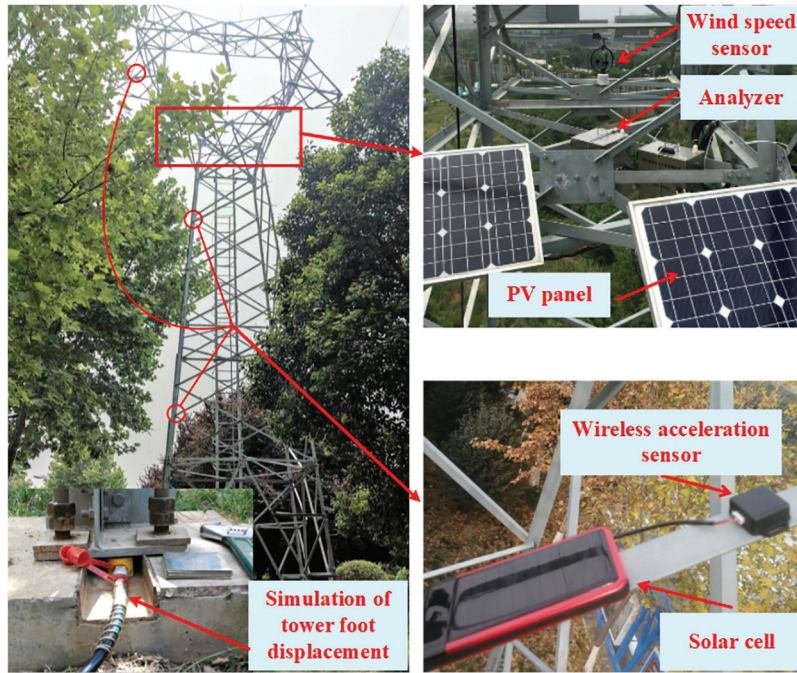 Wind speed
sensor
Analyzer
PV panel
Wireless acceleration
sensor
Solar cell
Simulation of
tower foot
displacement